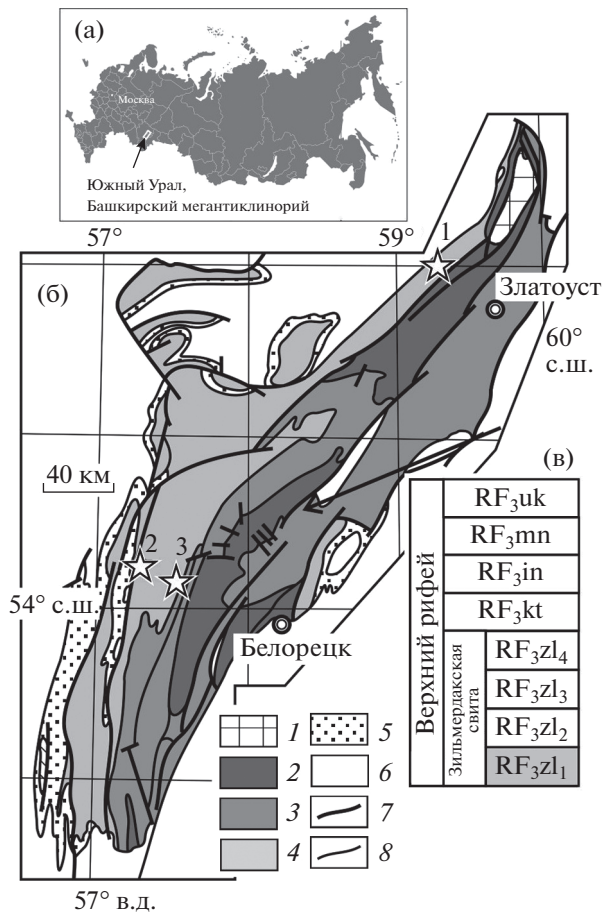 (а)
Москва
Южный Урал,
Башкирский мегантиклинорий
57°
59°
1
(б)
Златоуст
60°
с.ш.
40 км
(в)
2
3
54° с.ш.
Белорецк
Верхний рифей
RF₃uk
RF₃mn
RF₃in
RF₃kt
Зильмердакская
свита
RF₃zl₄
RF₃zl₃
RF₃zl₂
RF₃zl₁
1
5
2
6
3
7
4
8
57° в.д.